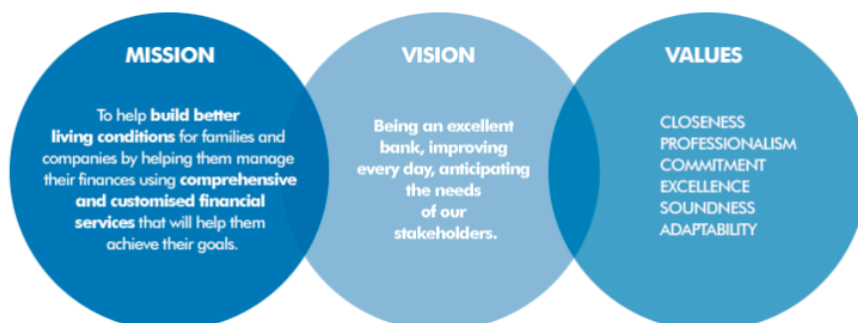 MISSION
To help build better
living conditions for families and
companies by helping them manage
their finances using comprehensive
and customised financial
services that will help them
achieve their goals.
VISION
Being an excellent
bank, improving
every day, anticipating
the needs
of our
stakeholders.
VALUES
CLOSENESS
PROFESSIONALISM
COMMITMENT
EXCELLENCE
SOUNDNESS
ADAPTABILITY